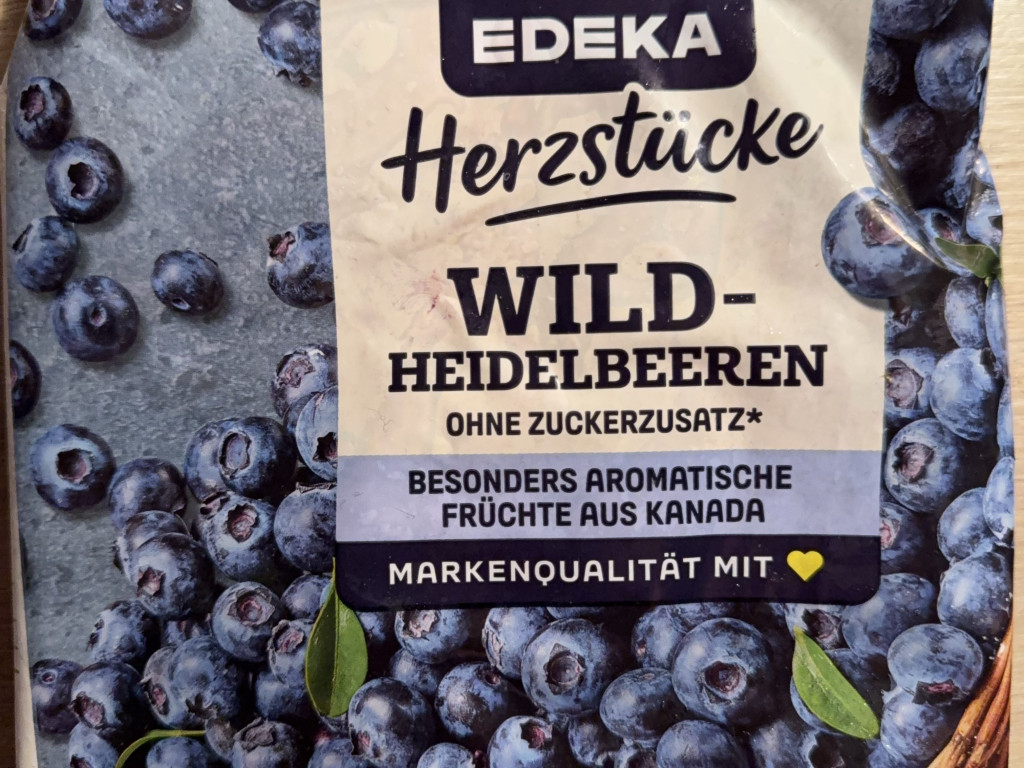 EDEKA
Herzstücke
WILD-
HEIDELBEEREN
OHNE ZUCKERZUSATZ*
BESONDERS AROMATISCHE
FRÜCHTE AUS KANADA
MARKENQUALITÄT MIT